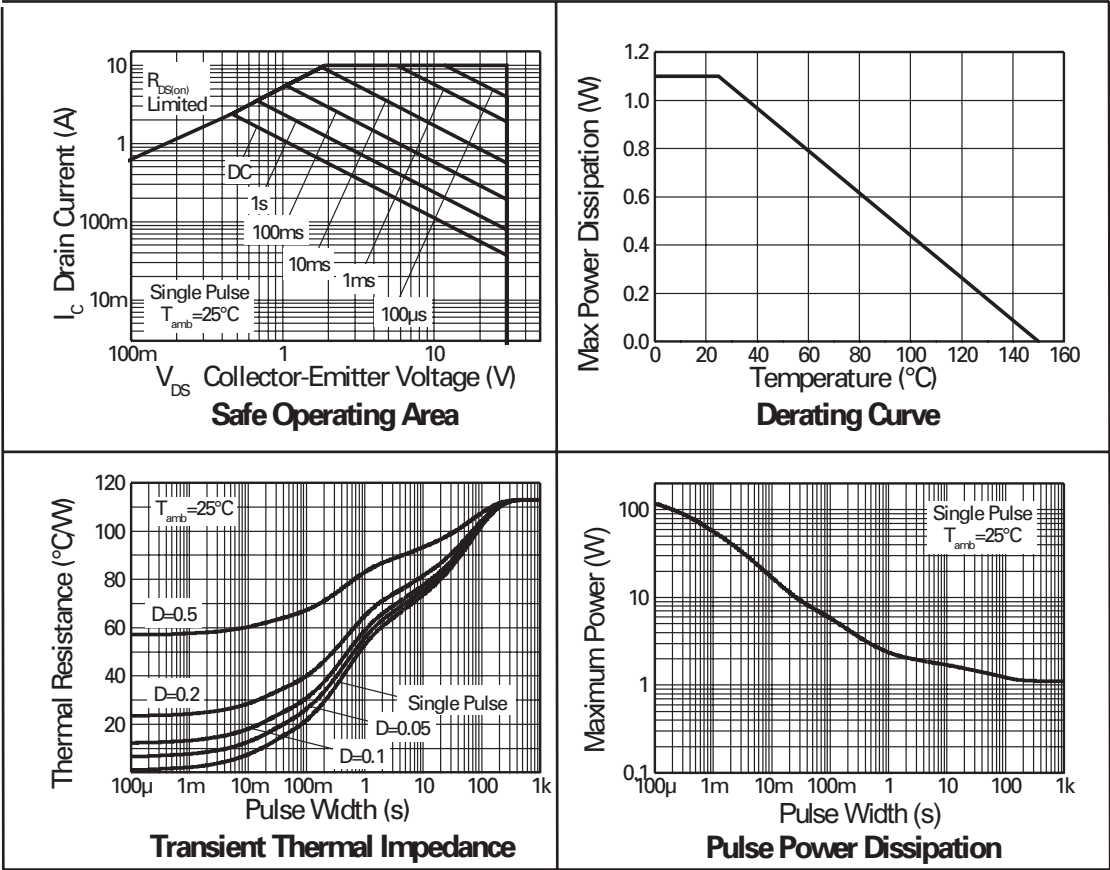 10
1
100m
10m
R_DS(on)
Limited
DC
1s
100ms
10ms
1ms
100µs
Single Pulse
T_amb=25°C
100m 1 10
I_C Drain Current (A)
V_DS Collector-Emitter Voltage (V)
Safe Operating Area
1.2
1.0
0.8
0.6
0.4
0.2
0.0
0 20 40 60 80 100 120 140 160
Max Power Dissipation (W)
Temperature (°C)
Derating Curve
120
100
80
60
40
20
T_amb=25°C
D=0.5
D=0.2
Single Pulse
D=0.05
D=0.1
100µ 1m 10m 100m 1 10 100 1k
Thermal Resistance (°C/W)
Pulse Width (s)
Transient Thermal Impedance
100
10
1
0.1
Single Pulse
T_amb=25°C
100µ 1m 10m 100m 1 10 100 1k
Maximum Power (W)
Pulse Width (s)
Pulse Power Dissipation